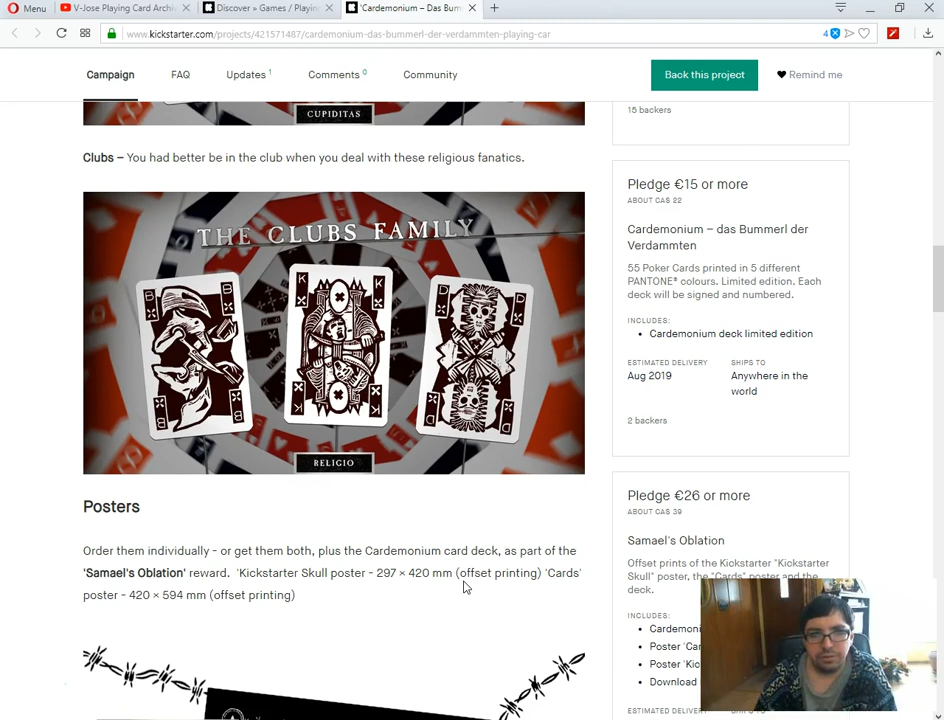 Menu
V-Jose Playing Card Archi
Discover » Games / Playin
'Cardemonium – Das Bum
www.kickstarter.com/projects/421571487/cardemonium-das-bummerl-der-verdammten-playing-car
4
Campaign
FAQ
Updates 1
Comments 0
Community
Back this project
Remind me
CUPIDITAS
15 backers
Clubs – You had better be in the club when you deal with these religious fanatics.
THE CLUBS FAMILY
B
B
K
K
K
K
D
D
D
D
RELIGIO
Pledge €15 or more
ABOUT CA$ 22
Cardemonium – das Bummerl der
Verdammten
55 Poker Cards printed in 5 different
PANTONE® colours. Limited edition. Each
deck will be signed and numbered.
INCLUDES:
• Cardemonium deck limited edition
ESTIMATED DELIVERY
SHIPS TO
Aug 2019
Anywhere in the
world
2 backers
Posters
Order them individually - or get them both, plus the Cardemonium card deck, as part of the
'Samael's Oblation' reward. 'Kickstarter Skull poster - 297 × 420 mm (offset printing) 'Cards'
poster - 420 × 594 mm (offset printing)
Pledge €26 or more
ABOUT CA$ 39
Samael's Oblation
Offset prints of the Kickstarter "Kickstarter
Skull" poster, the "Cards" poster and the
deck.
INCLUDES:
• Cardemoni
• Poster 'Ca
• Poster 'Kic
• Download
ESTIMATED